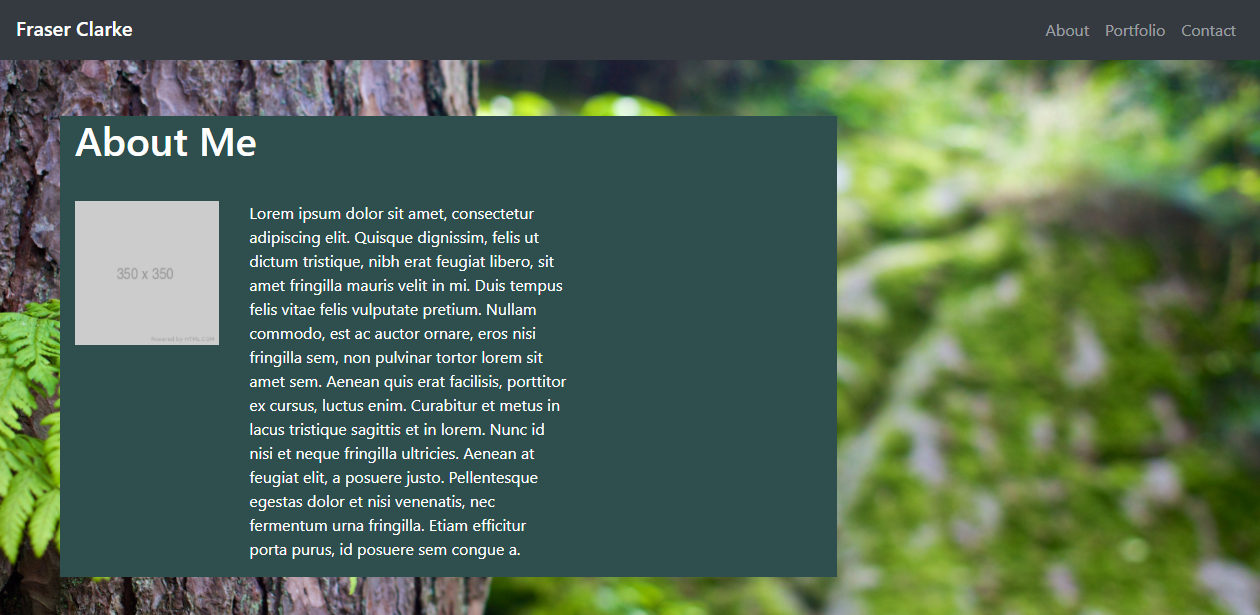 Fraser Clarke
About Portfolio Contact
About Me
350 x 350
Powered by HTML.COM
Lorem ipsum dolor sit amet, consectetur
adipiscing elit. Quisque dignissim, felis ut
dictum tristique, nibh erat feugiat libero, sit
amet fringilla mauris velit in mi. Duis tempus
felis vitae felis vulputate pretium. Nullam
commodo, est ac auctor ornare, eros nisi
fringilla sem, non pulvinar tortor lorem sit
amet sem. Aenean quis erat facilisis, porttitor
ex cursus, luctus enim. Curabitur et metus in
lacus tristique sagittis et in lorem. Nunc id
nisi et neque fringilla ultricies. Aenean at
feugiat elit, a posuere justo. Pellentesque
egestas dolor et nisi venenatis, nec
fermentum urna fringilla. Etiam efficitur
porta purus, id posuere sem congue a.